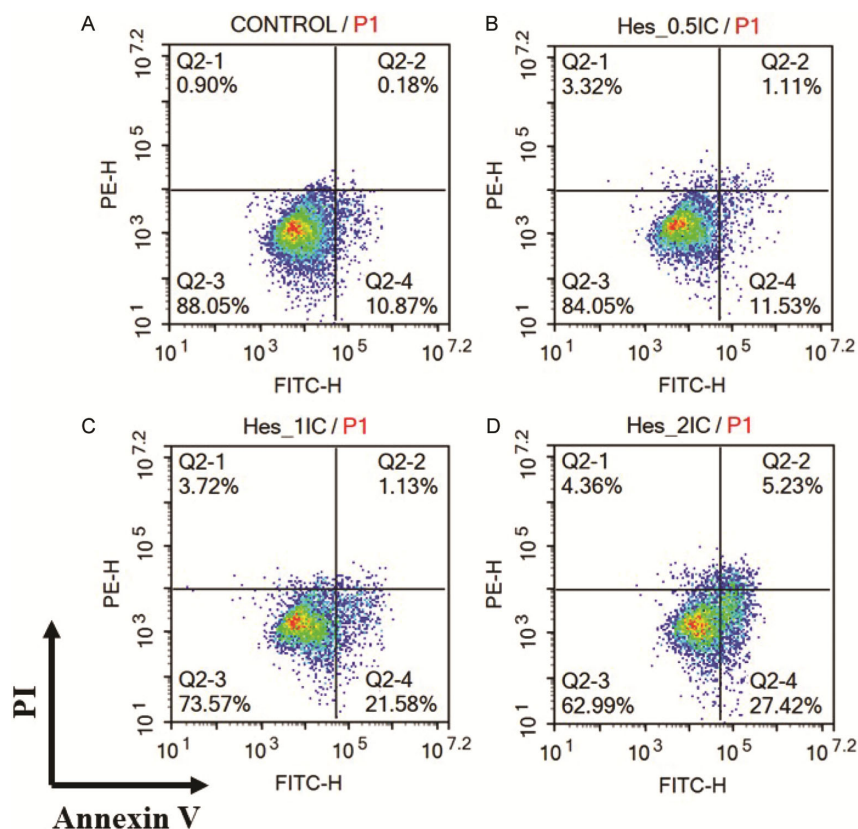 A
CONTROL / P1
Q2-1
0.90%
Q2-2
0.18%
Q2-3
88.05%
Q2-4
10.87%
PE-H
10^7.2
10^5
10^3
10^1
10^1 10^3 10^5 10^7.2
FITC-H
B
Hes_0.5IC / P1
Q2-1
3.32%
Q2-2
1.11%
Q2-3
84.05%
Q2-4
11.53%
PE-H
10^7.2
10^5
10^3
10^1
10^1 10^3 10^5 10^7.2
FITC-H
C
Hes_1IC / P1
Q2-1
3.72%
Q2-2
1.13%
Q2-3
73.57%
Q2-4
21.58%
PE-H
10^7.2
10^5
10^3
10^1
10^1 10^3 10^5 10^7.2
FITC-H
D
Hes_2IC / P1
Q2-1
4.36%
Q2-2
5.23%
Q2-3
62.99%
Q2-4
27.42%
PE-H
10^7.2
10^5
10^3
10^1
10^1 10^3 10^5 10^7.2
FITC-H
PI
Annexin V